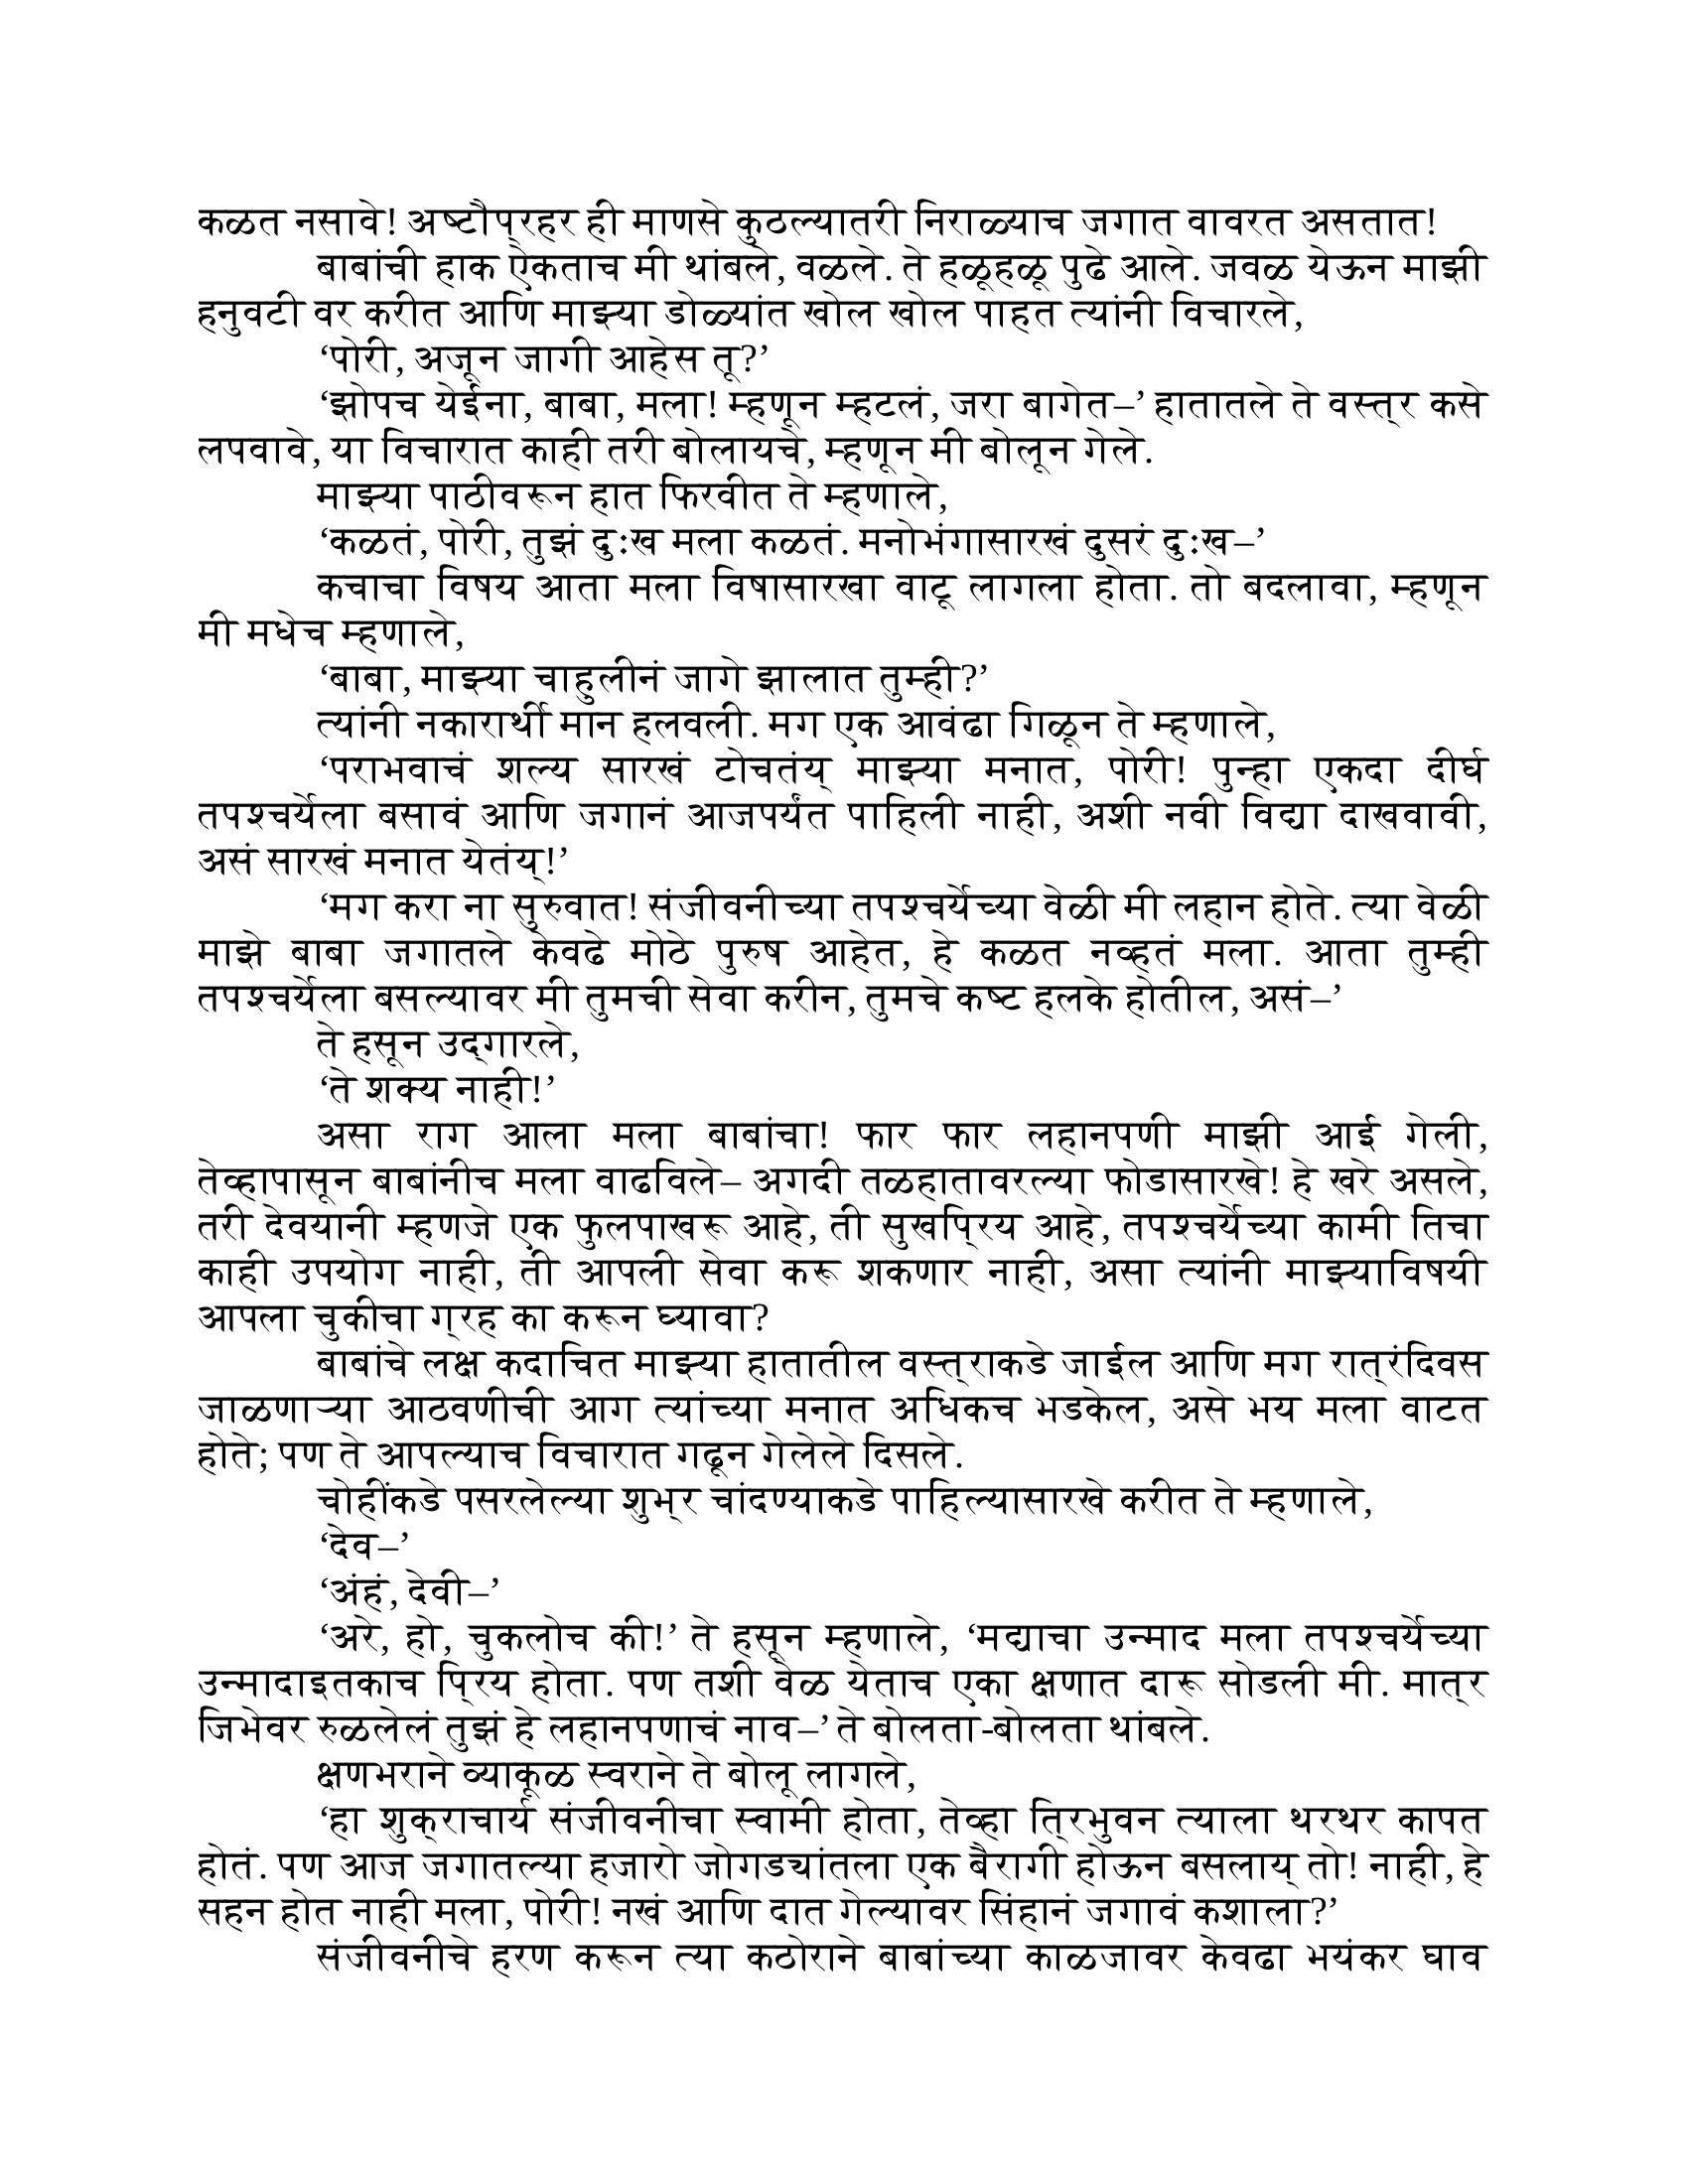 कळत नसावे! अष्टौप्रहर ही माणसे कुठल्यातरी निराळ्याच जगात वावरत असतात!
बाबांची हाक ऐकताच मी थांबले, वळले. ते हळूहळू पुढे आले. जवळ येऊन माझी
हनुवटी वर करीत आणि माझ्या डोळ्यांत खोल खोल पाहत त्यांनी विचारले,
‘पोरी, अजून जागी आहेस तू?’
‘झोपच येईना, बाबा, मला! म्हणून म्हटलं, जरा बागेत–’ हातातले ते वस्त्र कसे
लपवावे, या विचारात काही तरी बोलायचे, म्हणून मी बोलून गेले.
माझ्या पाठीवरून हात फिरवीत ते म्हणाले,
‘कळतं, पोरी, तुझं दुःख मला कळतं. मनोभंगासारखं दुसरं दुःख–’
कचाचा विषय आता मला विषासारखा वाटू लागला होता. तो बदलावा, म्हणून
मी मधेच म्हणाले,
‘बाबा, माझ्या चाहुलीनं जागे झालात तुम्ही?’
त्यांनी नकारार्थी मान हलवली. मग एक आवंढा गिळून ते म्हणाले,
‘पराभवाचं शल्य सारखं टोचतंय् माझ्या मनात, पोरी! पुन्हा एकदा दीर्घ
तपश्चर्येला बसावं आणि जगानं आजपर्यंत पाहिली नाही, अशी नवी विद्या दाखवावी,
असं सारखं मनात येतंय्!’
‘मग करा ना सुरुवात! संजीवनीच्या तपश्चर्येच्या वेळी मी लहान होते. त्या वेळी
माझे बाबा जगातले केवढे मोठे पुरुष आहेत, हे कळत नव्हतं मला. आता तुम्ही
तपश्चर्येला बसल्यावर मी तुमची सेवा करीन, तुमचे कष्ट हलके होतील, असं–’
ते हसून उद्‌गारले,
‘ते शक्य नाही!’
असा राग आला मला बाबांचा! फार फार लहानपणी माझी आई गेली,
तेव्हापासून बाबांनीच मला वाढविले– अगदी तळहातावरल्या फोडासारखे! हे खरे असले,
तरी देवयानी म्हणजे एक फुलपाखरू आहे, ती सुखप्रिय आहे, तपश्चर्येच्या कामी तिचा
काही उपयोग नाही, ती आपली सेवा करू शकणार नाही, असा त्यांनी माझ्याविषयी
आपला चुकीचा ग्रह का करून घ्यावा?
बाबांचे लक्ष कदाचित माझ्या हातातील वस्त्राकडे जाईल आणि मग रात्रंदिवस
जाळणाऱ्या आठवणीची आग त्यांच्या मनात अधिकच भडकेल, असे भय मला वाटत
होते; पण ते आपल्याच विचारात गढून गेलेले दिसले.
चोहींकडे पसरलेल्या शुभ्र चांदण्याकडे पाहिल्यासारखे करीत ते म्हणाले,
‘देव–’
‘अंहं, देवी–’
‘अरे, हो, चुकलोच की!’ ते हसून म्हणाले, ‘मद्याचा उन्माद मला तपश्चर्येच्या
उन्मादाइतकाच प्रिय होता. पण तशी वेळ येताच एका क्षणात दारू सोडली मी. मात्र
जिभेवर रुळलेलं तुझं हे लहानपणाचं नाव–’ ते बोलता-बोलता थांबले.
क्षणभराने व्याकूळ स्वराने ते बोलू लागले,
‘हा शुक्राचार्य संजीवनीचा स्वामी होता, तेव्हा त्रिभुवन त्याला थरथर कापत
होतं. पण आज जगातल्या हजारो जोगड्यांतला एक बैरागी होऊन बसलाय् तो! नाही, हे
सहन होत नाही मला, पोरी! नखं आणि दात गेल्यावर सिंहानं जगावं कशाला?’
संजीवनीचे हरण करून त्या कठोराने बाबांच्या काळजावर केवढा भयंकर घाव